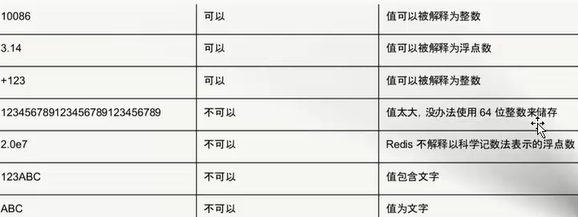 10086 可以 值可以被解释为整数
3.14 可以 值可以被解释为浮点数
+123 可以 值可以被解释为整数
123456789123456789123456789 不可以 值太大，没办法使用 64 位整数来储存
2.0e7 不可以 Redis 不解释以科学记数法表示的浮点数
123ABC 不可以 值包含文字
ABC 不可以 值为文字